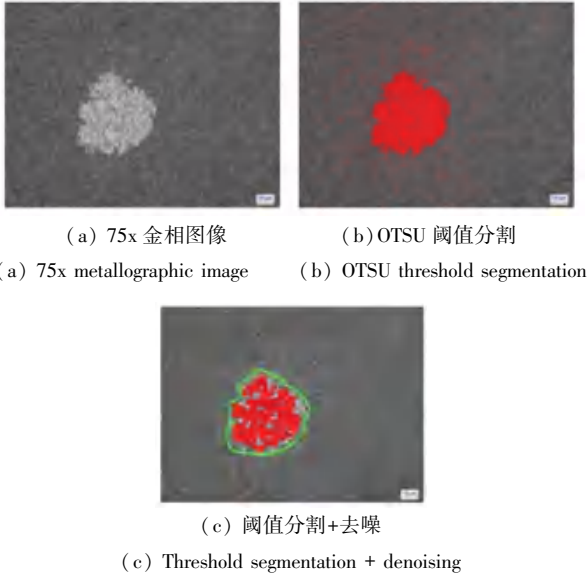 (a) 75x 金相图像
(b)OTSU 阈值分割
(a) 75x metallographic image
(b) OTSU threshold segmentation
(c) 阈值分割+去噪
(c) Threshold segmentation + denoising